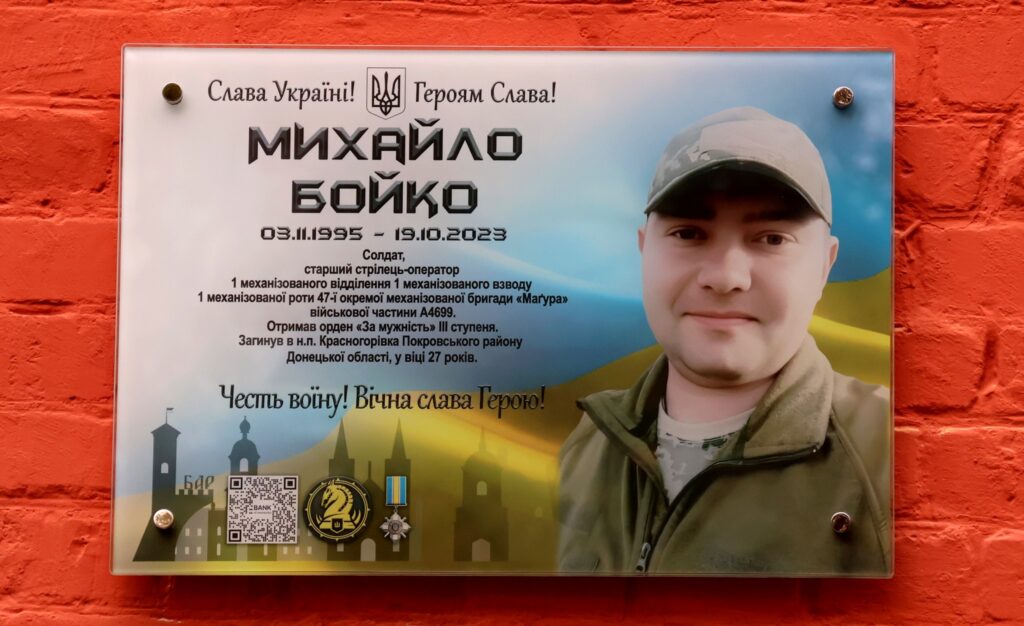 Слава Україні! Героям Слава!
МИХАЙЛО
БОЙКО
03.11.1995 - 19.10.2023
Солдат,
старший стрілець-оператор
1 механізованого відділення 1 механізованого взводу
1 механізованої роти 47-ї окремої механізованої бригади «Маґура»
військової частини А4699.
Отримав орден «За мужність» ІІІ ступеня.
Загинув в н.п. Красногорівка Покровського району
Донецької області, у віці 27 років.
Честь воїну! Вічна слава Герою!
БАР
BANK